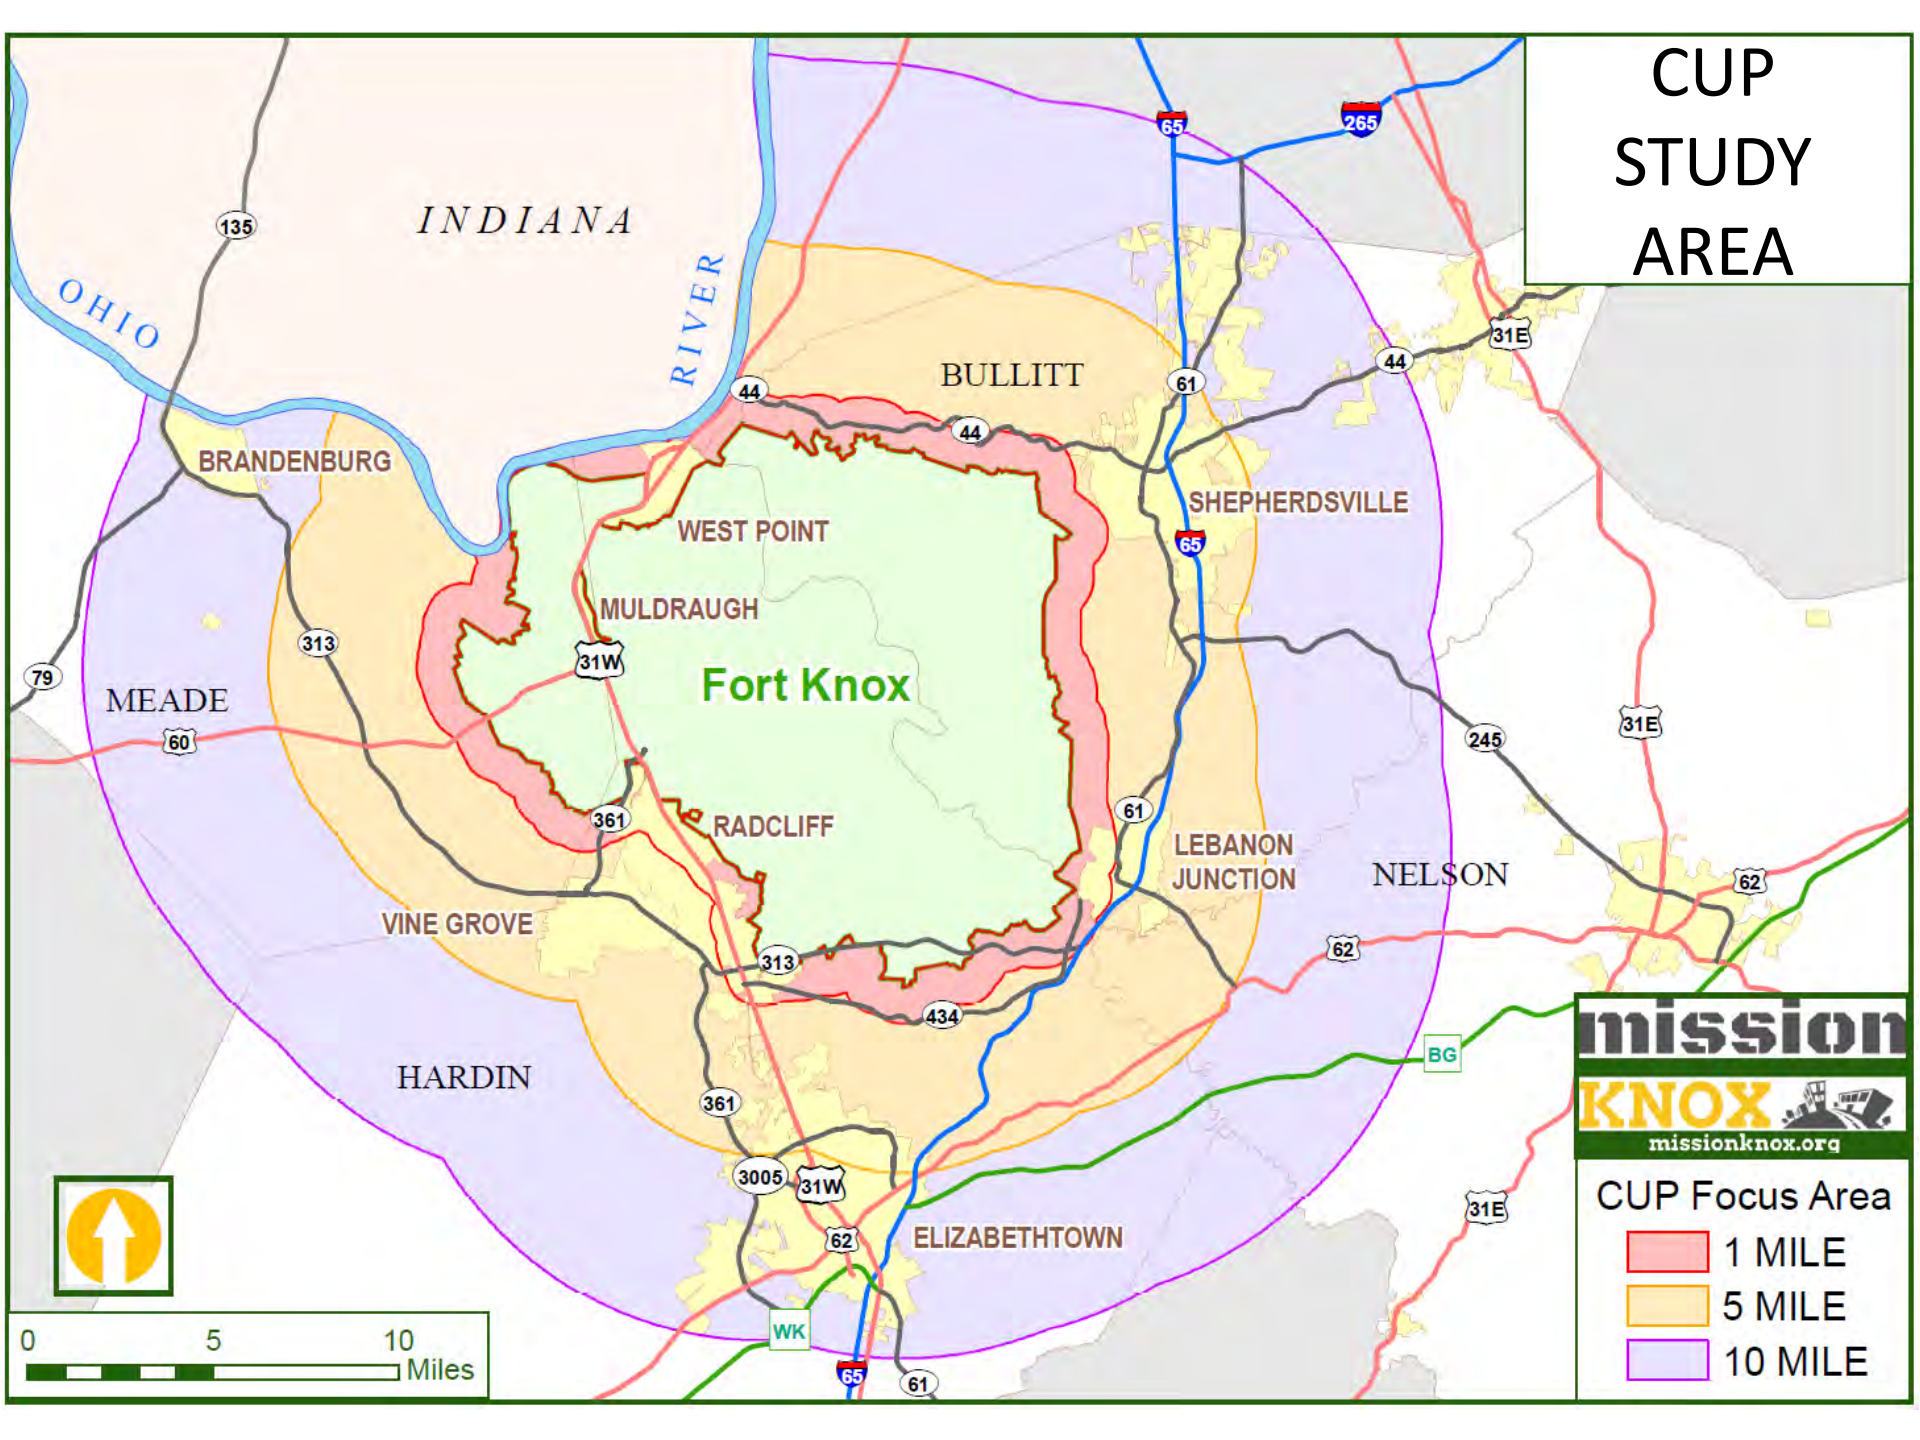 CUP
STUDY
AREA
65
265
135
INDIANA
OHIO
RIVER
31E
44
44
BULLITT
61
44
BRANDENBURG
SHEPHERDSVILLE
WEST POINT
65
MULDRAUGH
313
31W
79
Fort Knox
MEADE
60
31E
245
361
61
RADCLIFF
LEBANON
JUNCTION
NELSON
62
VINE GROVE
62
313
434
mission
KNOX
missionknox.org
BG
HARDIN
361
3005
31W
31E
62
ELIZABETHTOWN
WK
65
61
CUP Focus Area
1 MILE
5 MILE
10 MILE
0 5 10
Miles